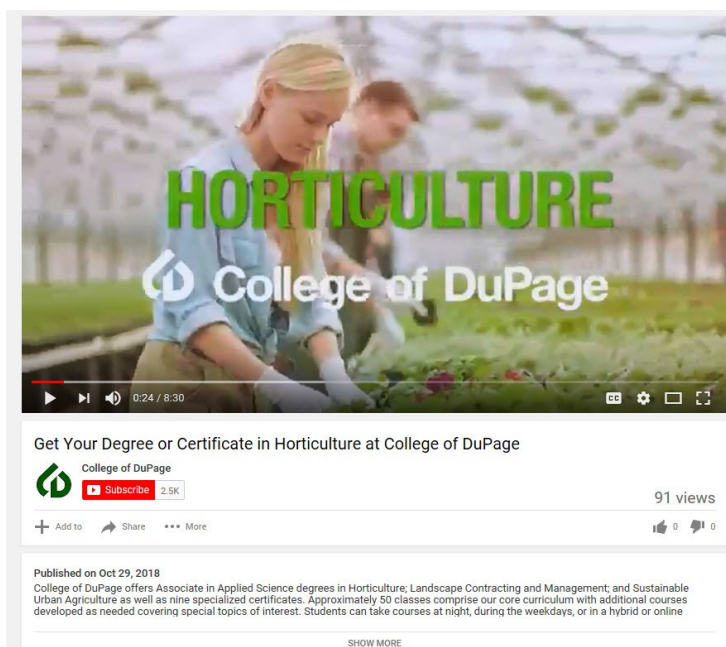 HORTICULTURE
College of DuPage
0:24 / 8:30
CC
Get Your Degree or Certificate in Horticulture at College of DuPage
College of DuPage
Subscribe 2.5K
91 views
Add to Share More
0 0
Published on Oct 29, 2018
College of DuPage offers Associate in Applied Science degrees in Horticulture; Landscape Contracting and Management; and Sustainable
Urban Agriculture as well as nine specialized certificates. Approximately 50 classes comprise our core curriculum with additional courses
developed as needed covering special topics of interest. Students can take courses at night, during the weekdays, or in a hybrid or online
SHOW MORE